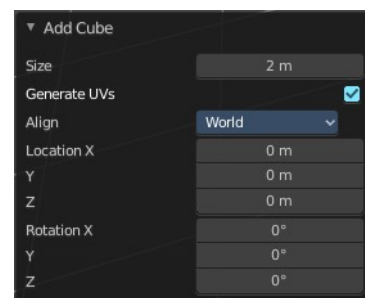 Add Cube
Size 2 m
Generate UVs
Align World
Location X 0 m
Y 0 m
Z 0 m
Rotation X 0°
Y 0°
Z 0°